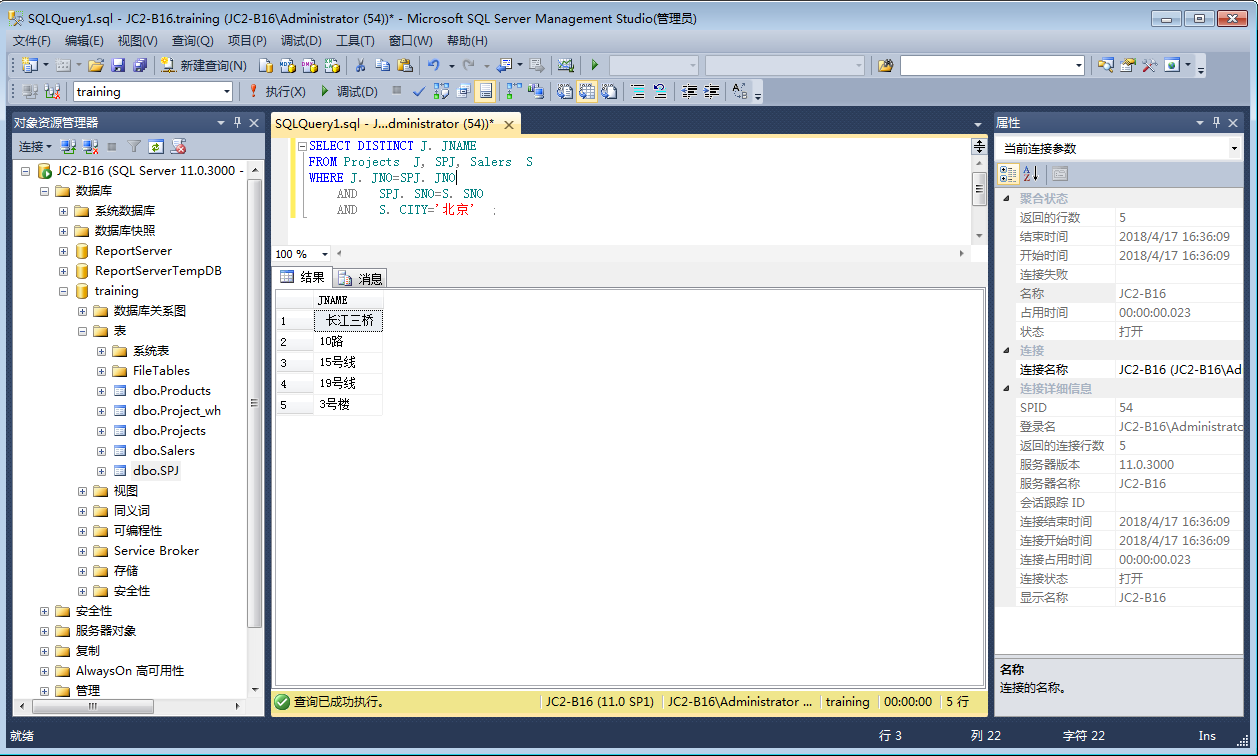 SQLQuery1.sql - JC2-B16.training (JC2-B16\Administrator (54))* - Microsoft SQL Server Management Studio(管理员)
文件(F) 编辑(E) 视图(V) 查询(Q) 项目(P) 调试(D) 工具(T) 窗口(W) 帮助(H)
新建查询(N)
training 执行(X) 调试(D)
对象资源管理器
连接
JC2-B16 (SQL Server 11.0.3000 -
数据库
系统数据库
数据库快照
ReportServer
ReportServerTempDB
training
数据库关系图
表
系统表
FileTables
dbo.Products
dbo.Project_wh
dbo.Projects
dbo.Salers
dbo.SPJ
视图
同义词
可编程性
Service Broker
存储
安全性
安全性
服务器对象
复制
AlwaysOn 高可用性
管理
SQLQuery1.sql - J...dministrator (54))*
SELECT DISTINCT J. JNAME
FROM Projects J, SPJ, Salers S
WHERE J. JNO=SPJ. JNO
AND SPJ. SNO=S. SNO
AND S. CITY='北京' ;
100 %
结果 消息
JNAME
1 长江三桥
2 10路
3 15号线
4 19号线
5 3号楼
查询已成功执行。 JC2-B16 (11.0 SP1) JC2-B16\Administrator ... training 00:00:00 5 行
属性
当前连接参数
聚合状态
返回的行数 5
结束时间 2018/4/17 16:36:09
开始时间 2018/4/17 16:36:09
连接失败
名称 JC2-B16
占用时间 00:00:00.023
状态 打开
连接
连接名称 JC2-B16 (JC2-B16\Ad
连接详细信息
SPID 54
登录名 JC2-B16\Administrato
返回的连接行数 5
服务器版本 11.0.3000
服务器名称 JC2-B16
会话跟踪 ID
连接结束时间 2018/4/17 16:36:09
连接开始时间 2018/4/17 16:36:09
连接占用时间 00:00:00.023
连接状态 打开
显示名称 JC2-B16
名称
连接的名称。
就绪 行 3 列 22 字符 22 Ins